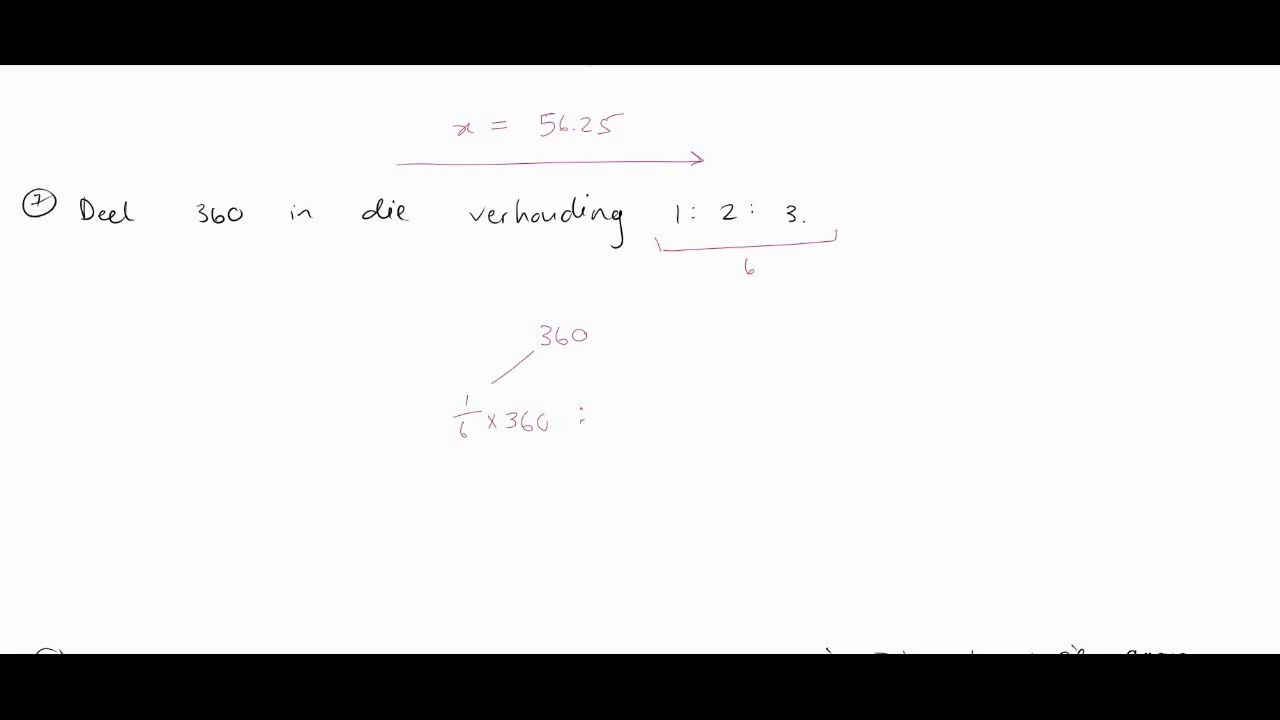 x = 56.25
⑦ Deel 360 in die verhouding 1 : 2 : 3.
6
360
1/6 × 360 :